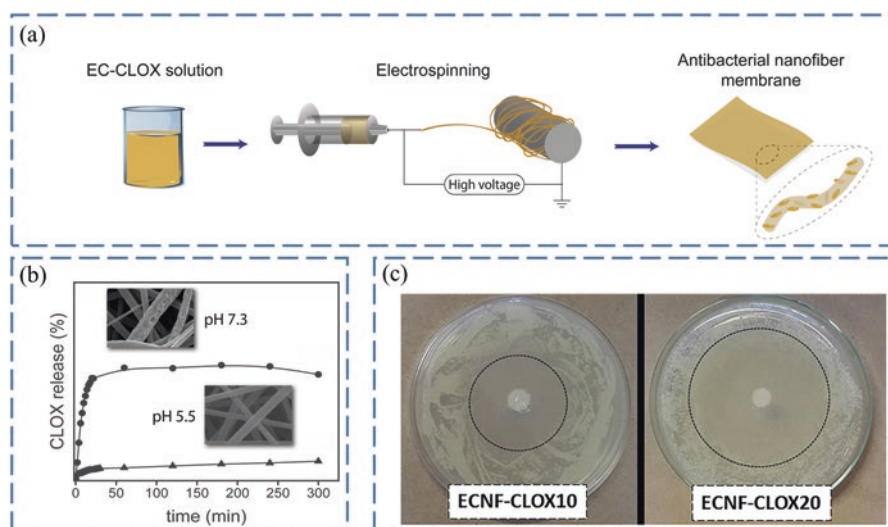 (a)
EC-CLOX solution
Electrospinning
Antibacterial nanofiber
membrane
High voltage
(b)
CLOX release (%)
pH 7.3
pH 5.5
0 50 100 150 200 250 300
time (min)
(c)
ECNF-CLOX10
ECNF-CLOX20